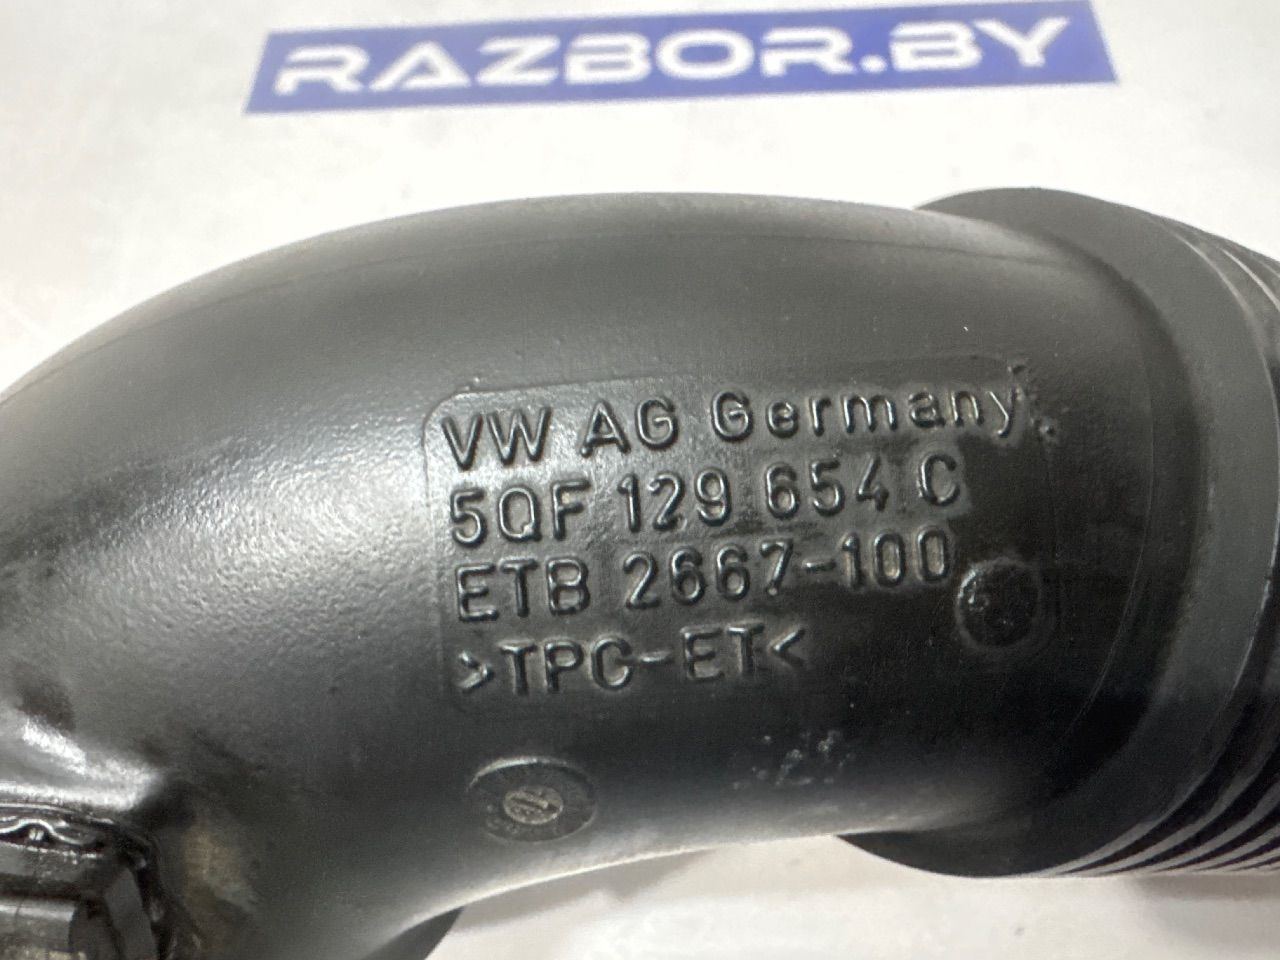 RAZBOR.BY
VW AG Germany
5QF 129 654 C
ETB 2667-100
>TPC-ET<